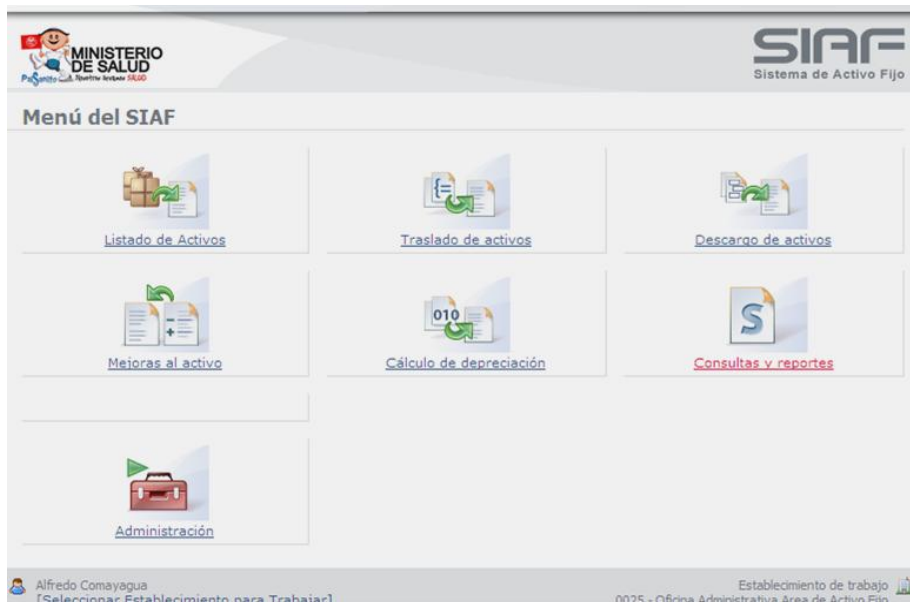 MINISTERIO
DE SALUD
SIAF
Sistema de Activo Fijo
Menú del SIAF
Listado de Activos
Traslado de activos
Descargo de activos
010
S
Mejoras al activo
Cálculo de depreciación
Consultas y reportes
Administración
Alfredo Comayagua
[Seleccionar Establecimiento para Trabajar]
Establecimiento de trabajo
0025 - Oficina Administrativa Area de Activo Fijo